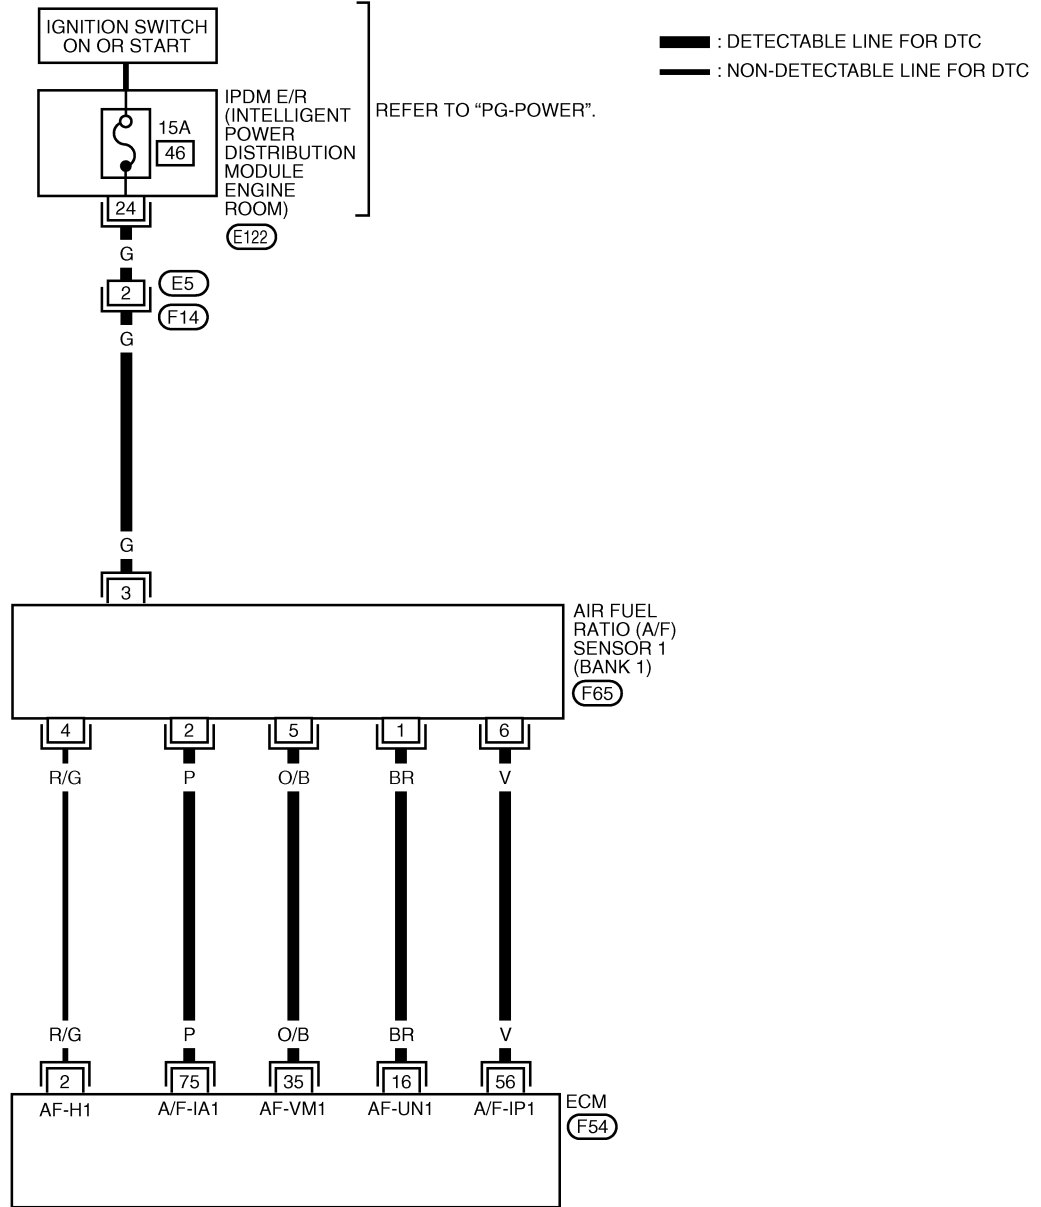 IGNITION SWITCH
ON OR START
: DETECTABLE LINE FOR DTC
: NON-DETECTABLE LINE FOR DTC
IPDM E/R
(INTELLIGENT
POWER
DISTRIBUTION
MODULE
ENGINE
ROOM)
REFER TO “PG-POWER”.
15A
46
24
E122
G
2
E5
F14
G
G
3
AIR FUEL
RATIO (A/F)
SENSOR 1
(BANK 1)
F65
4 2 5 1 6
R/G P O/B BR V
R/G P O/B BR V
2 75 35 16 56
AF-H1 A/F-IA1 AF-VM1 AF-UN1 A/F-IP1
ECM
F54